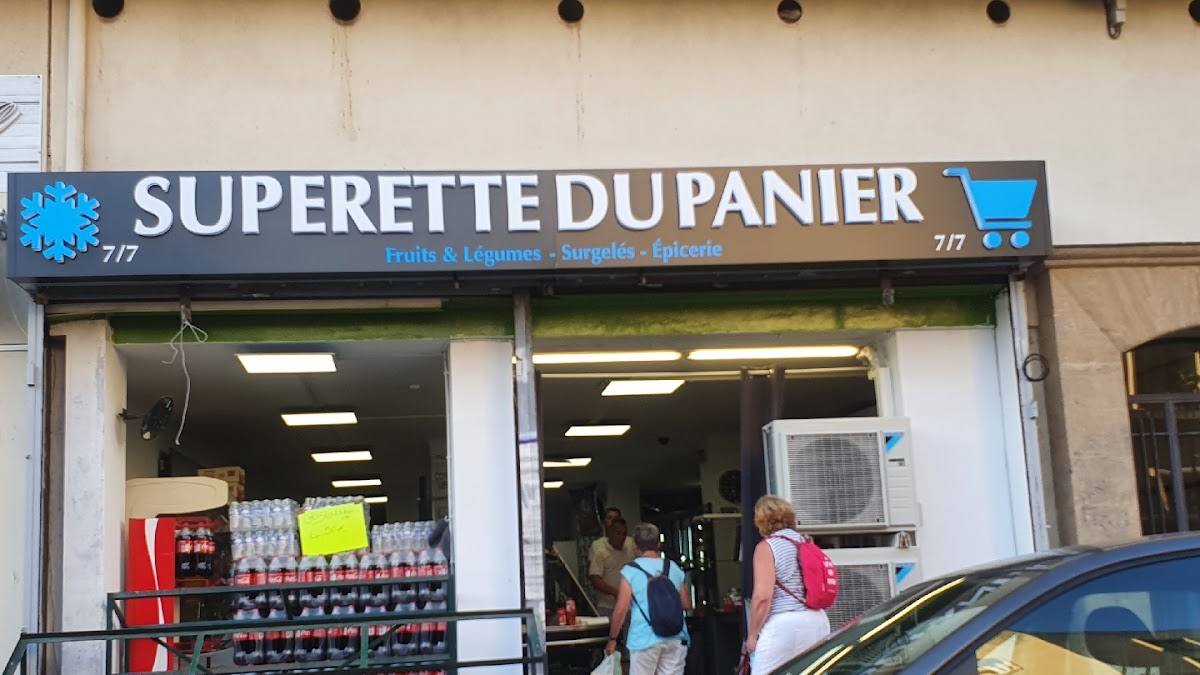 SUPERETTE DU PANIER
7/7
Fruits & Légumes - Surgelés - Épicerie
7/7